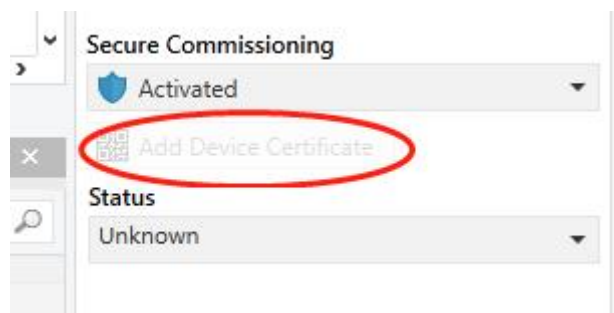 Secure Commissioning
Activated
Add Device Certificate
Status
Unknown